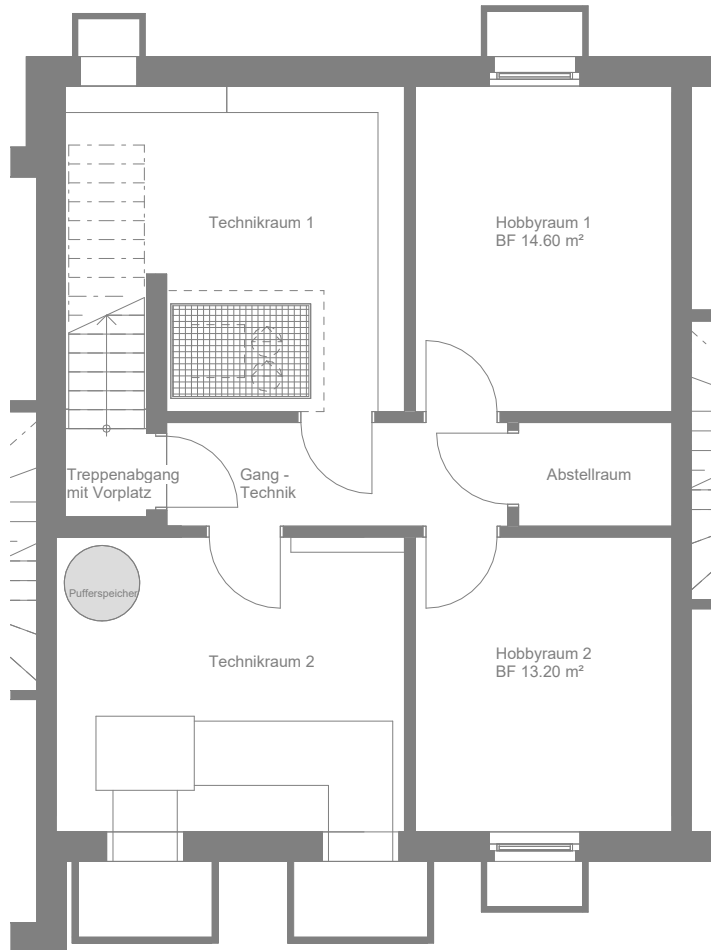 Technikraum 1
Hobbyraum 1
BF 14.60 m²
Treppenabgang
mit Vorplatz
Gang -
Technik
Abstellraum
Pufferspeicher
Technikraum 2
Hobbyraum 2
BF 13.20 m²